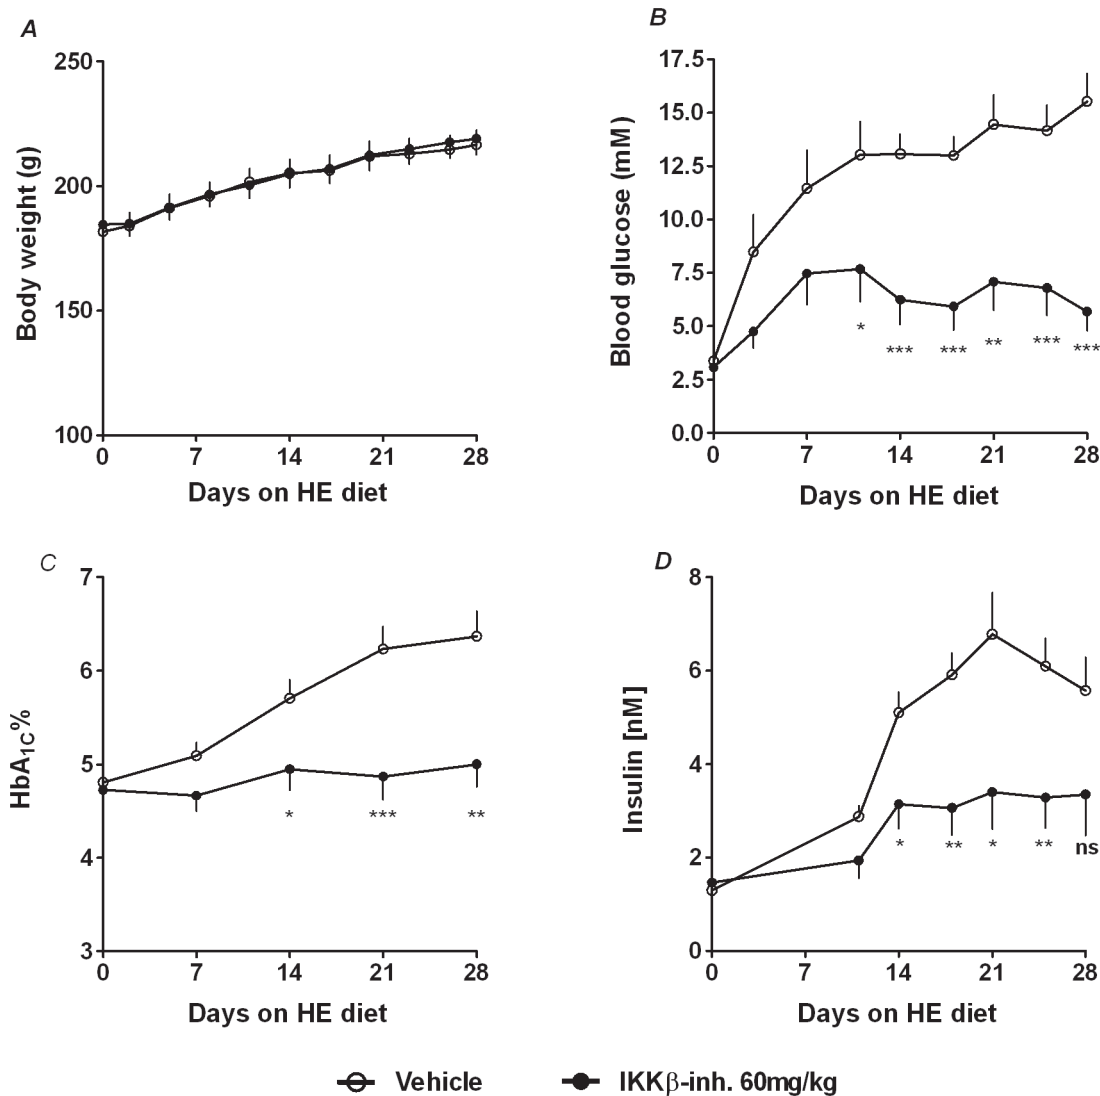 A
250
200
150
100
Body weight (g)
0 7 14 21 28
Days on HE diet
B
17.5
15.0
12.5
10.0
7.5
5.0
2.5
0.0
Blood glucose (mM)
* *** *** ** *** ***
0 7 14 21 28
Days on HE diet
C
7
6
5
4
3
HbA1C%
* *** **
0 7 14 21 28
Days on HE diet
D
8
6
4
2
0
Insulin [nM]
* ** * ** ns
0 7 14 21 28
Days on HE diet
Vehicle
IKKβ-inh. 60mg/kg